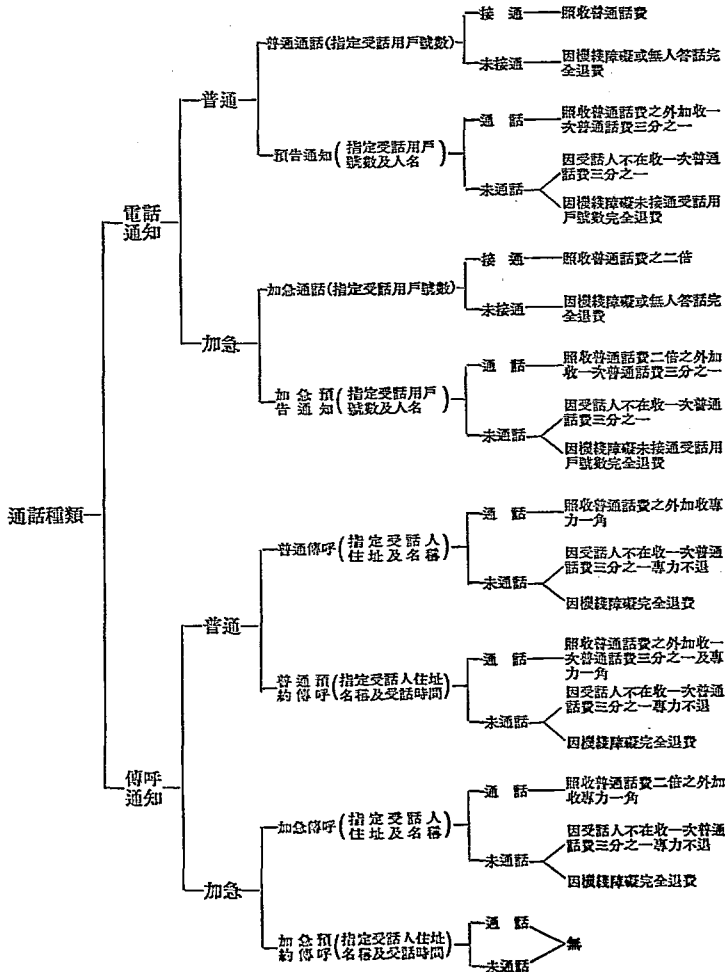 通話種類
電話
通知
普通
普通通話(指定受話用戶號數)
接通
照收普通話費
未接通
因機綫障礙或無人答話完
全退費
預告通知(指定受話用戶
號數及人名)
通話
照收普通話費之外加收一
次普通話費三分之一
未通話
因受話人不在收一次普通
話費三分之一
因機綫障礙未接通受話用
戶號數完全退費
加急
加急通話(指定受話用戶號數)
接通
照收普通話費之二倍
未接通
因機綫障礙或無人答話完
全退費
加急預
告通知(指定受話用戶
號數及人名)
通話
照收普通話費二倍之外加
收一次普通話費三分之一
未通話
因受話人不在收一次普通
話費三分之一
因機綫障礙未接通受話用
戶號數完全退費
傳呼
通知
普通
普通傳呼(指定受話人
住址及名稱)
通話
照收普通話費之外加收專
力一角
未通話
因受話人不在收一次普通
話費三分之一專力不退
因機綫障礙完全退費
普通預
約傳呼(指定受話人住址
名稱及受話時間)
通話
照收普通話費之外加收一
次普通話費三分之一及專
力一角
未通話
因受話人不在收一次普通
話費三分之一專力不退
因機綫障礙完全退費
加急
加急傳呼(指定受話人
住址及名稱)
通話
照收普通話費二倍之外加
收專力一角
未通話
因受話人不在收一次普通
話費三分之一專力不退
因機綫障礙完全退費
加急預
約傳呼(指定受話人住址
名稱及受話時間)
通話
未通話
無